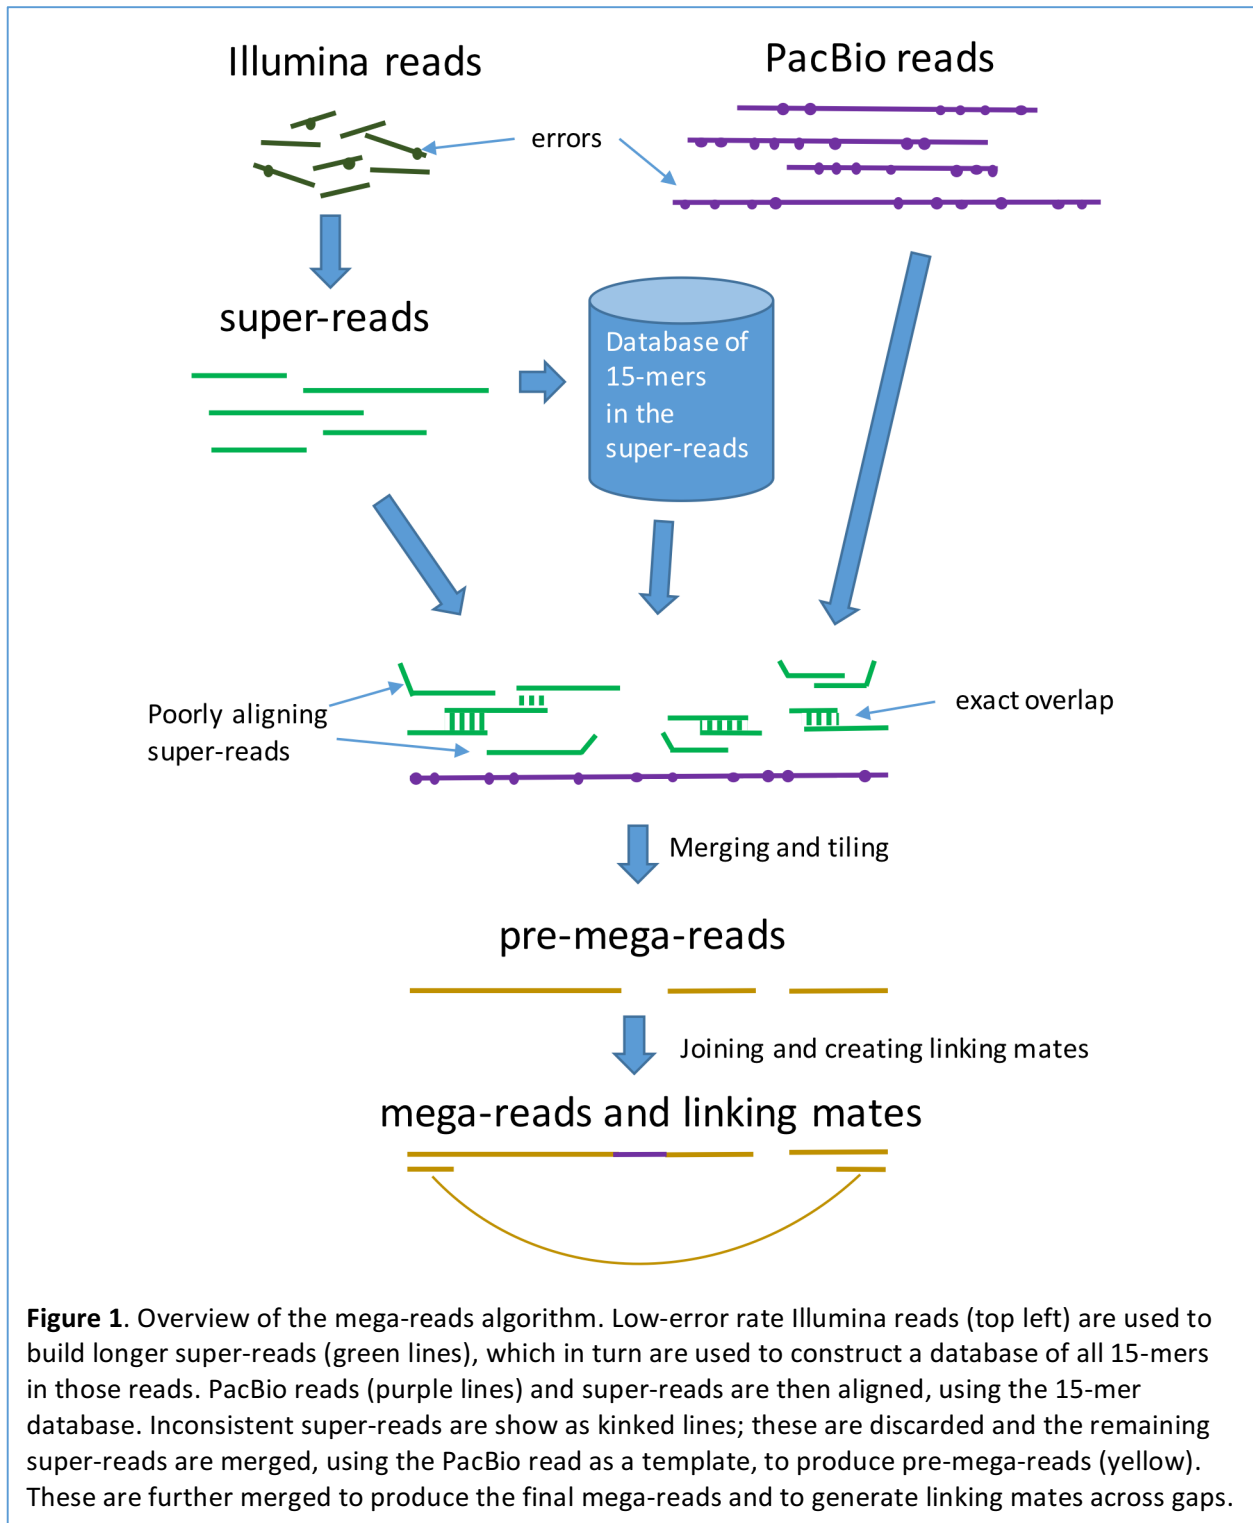 Illumina reads
PacBio reads
errors
super-reads
Database of
15-mers
in the
super-reads
Poorly aligning
super-reads
exact overlap
Merging and tiling
pre-mega-reads
Joining and creating linking mates
mega-reads and linking mates
Figure 1. Overview of the mega-reads algorithm. Low-error rate Illumina reads (top left) are used to
build longer super-reads (green lines), which in turn are used to construct a database of all 15-mers
in those reads. PacBio reads (purple lines) and super-reads are then aligned, using the 15-mer
database. Inconsistent super-reads are show as kinked lines; these are discarded and the remaining
super-reads are merged, using the PacBio read as a template, to produce pre-mega-reads (yellow).
These are further merged to produce the final mega-reads and to generate linking mates across gaps.